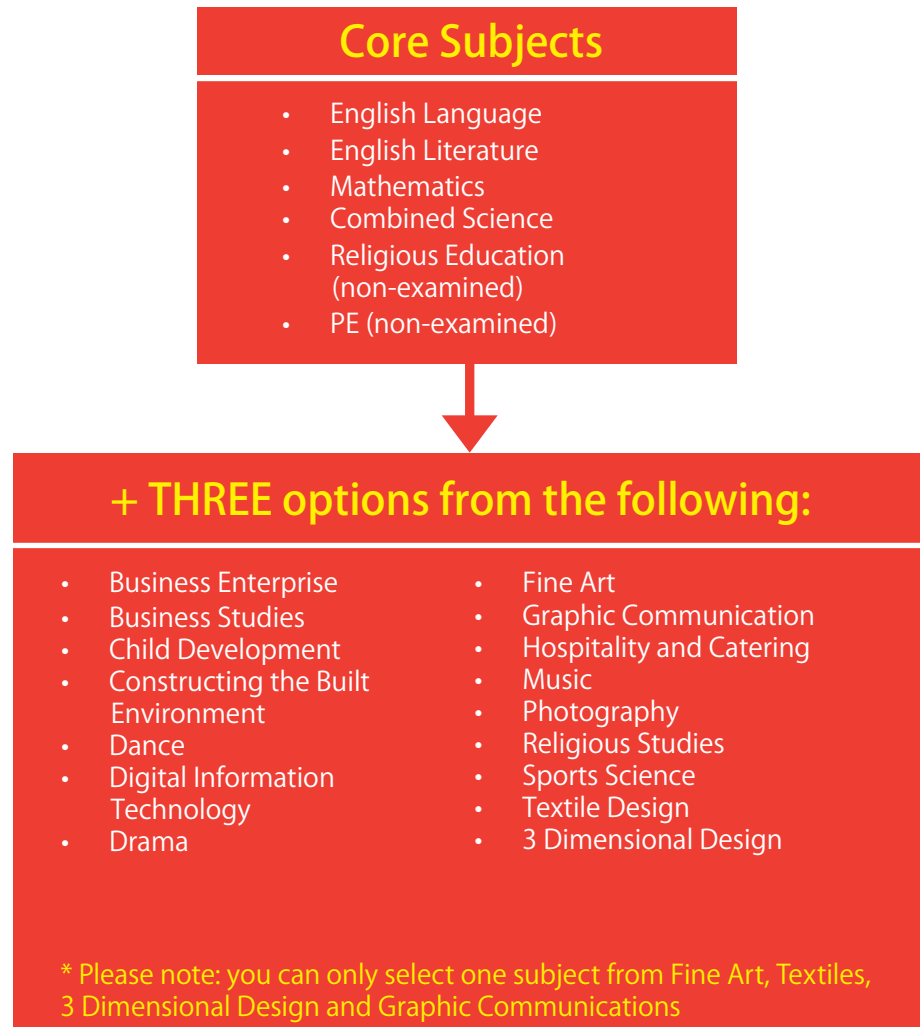 Core Subjects
• English Language
• English Literature
• Mathematics
• Combined Science
• Religious Education
(non-examined)
• PE (non-examined)
+ THREE options from the following:
• Business Enterprise
• Business Studies
• Child Development
• Constructing the Built
Environment
• Dance
• Digital Information
Technology
• Drama
• Fine Art
• Graphic Communication
• Hospitality and Catering
• Music
• Photography
• Religious Studies
• Sports Science
• Textile Design
• 3 Dimensional Design
* Please note: you can only select one subject from Fine Art, Textiles,
3 Dimensional Design and Graphic Communications